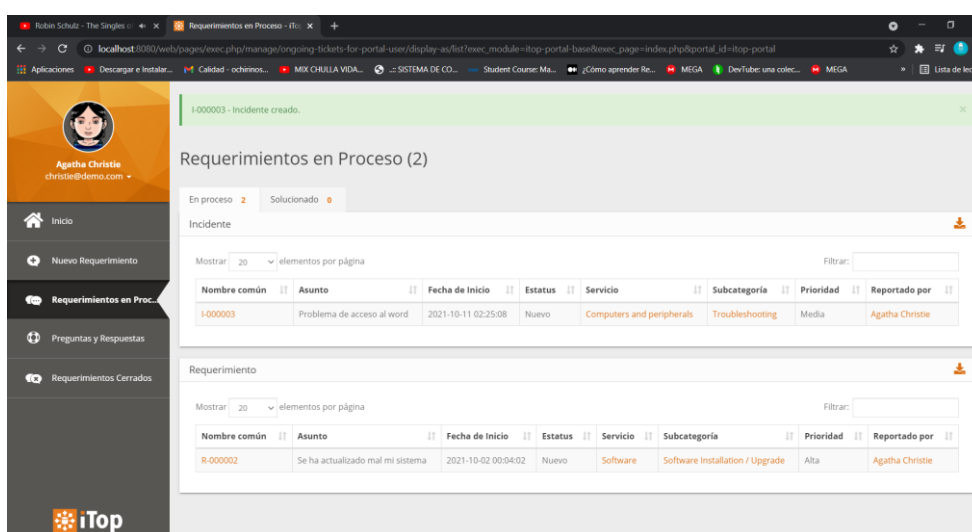 Robin Schulz - The Singles of
Requerimientos en Proceso - iTo
localhost:8080/web/pages/exec.php/manage/ongoing-tickets-for-portal-user/display-as/list?exec_module=itop-portal-base&exec_page=index.php&portal_id=itop-portal
Aplicaciones Descargar e Instalar... Calidad - ochirinos... MIX CHULLA VIDA... ..:: SISTEMA DE CO... Student Course: Ma... ¿Cómo aprender Re... MEGA DevTube: una colec... MEGA » Lista de lec
I-000003 - Incidente creado.
Agatha Christie
christie@demo.com
Inicio
Nuevo Requerimiento
Requerimientos en Proc...
Preguntas y Respuestas
Requerimientos Cerrados
iTop
Requerimientos en Proceso (2)
En proceso 2 Solucionado 0
Incidente
Mostrar 20 elementos por página Filtrar:
Nombre común Asunto Fecha de Inicio Estatus Servicio Subcategoría Prioridad Reportado por
I-000003 Problema de acceso al word 2021-10-11 02:25:08 Nuevo Computers and peripherals Troubleshooting Media Agatha Christie
Requerimiento
Mostrar 20 elementos por página Filtrar:
Nombre común Asunto Fecha de Inicio Estatus Servicio Subcategoría Prioridad Reportado por
R-000002 Se ha actualizado mal mi sistema 2021-10-02 00:04:02 Nuevo Software Software Installation / Upgrade Alta Agatha Christie